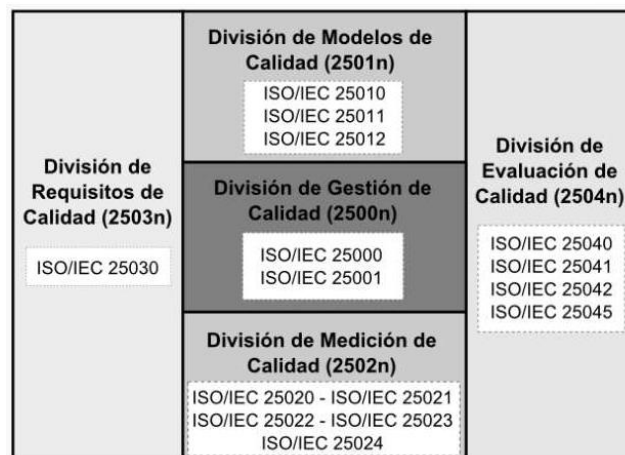 División de
Requisitos de
Calidad (2503n)
ISO/IEC 25030
División de Modelos de
Calidad (2501n)
ISO/IEC 25010
ISO/IEC 25011
ISO/IEC 25012
División de Gestión de
Calidad (2500n)
ISO/IEC 25000
ISO/IEC 25001
División de Medición de
Calidad (2502n)
ISO/IEC 25020 - ISO/IEC 25021
ISO/IEC 25022 - ISO/IEC 25023
ISO/IEC 25024
División de
Evaluación de
Calidad (2504n)
ISO/IEC 25040
ISO/IEC 25041
ISO/IEC 25042
ISO/IEC 25045